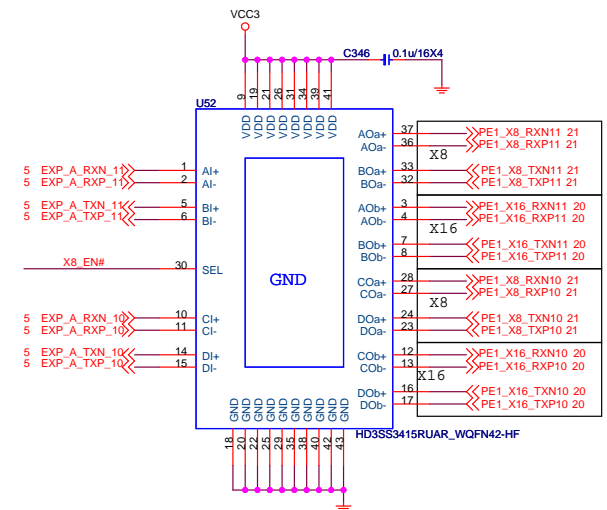 VCC3
C346 0.1u/16X4
U52
9 19 21 26 31 34 39 41
VDD VDD VDD VDD VDD VDD VDD VDD
5 EXP_A_RXN_11 1 AI+
5 EXP_A_RXP_11 2 AI-
5 EXP_A_TXN_11 5 BI+
5 EXP_A_TXP_11 6 BI-
X8_EN# 30 SEL
5 EXP_A_RXN_10 10 CI+
5 EXP_A_RXP_10 11 CI-
5 EXP_A_TXN_10 14 DI+
5 EXP_A_TXP_10 15 DI-
GND
AOa+ 37 PE1_X8_RXN11 21
AOa- 36 PE1_X8_RXP11 21
X8
BOa+ 33 PE1_X8_TXN11 21
BOa- 32 PE1_X8_TXP11 21
AOb+ 3 PE1_X16_RXN11 20
AOb- 4 PE1_X16_RXP11 20
X16
BOb+ 7 PE1_X16_TXN11 20
BOb- 8 PE1_X16_TXP11 20
COa+ 28 PE1_X8_RXN10 21
COa- 27 PE1_X8_RXP10 21
X8
DOa+ 24 PE1_X8_TXN10 21
DOa- 23 PE1_X8_TXP10 21
COb+ 12 PE1_X16_RXN10 20
COb- 13 PE1_X16_RXP10 20
X16
DOb+ 16 PE1_X16_TXN10 20
DOb- 17 PE1_X16_TXP10 20
GND GND GND GND GND GND GND GND GND GND
18 20 22 25 29 35 38 40 42 43
HD3SS3415RUAR_WQFN42-HF